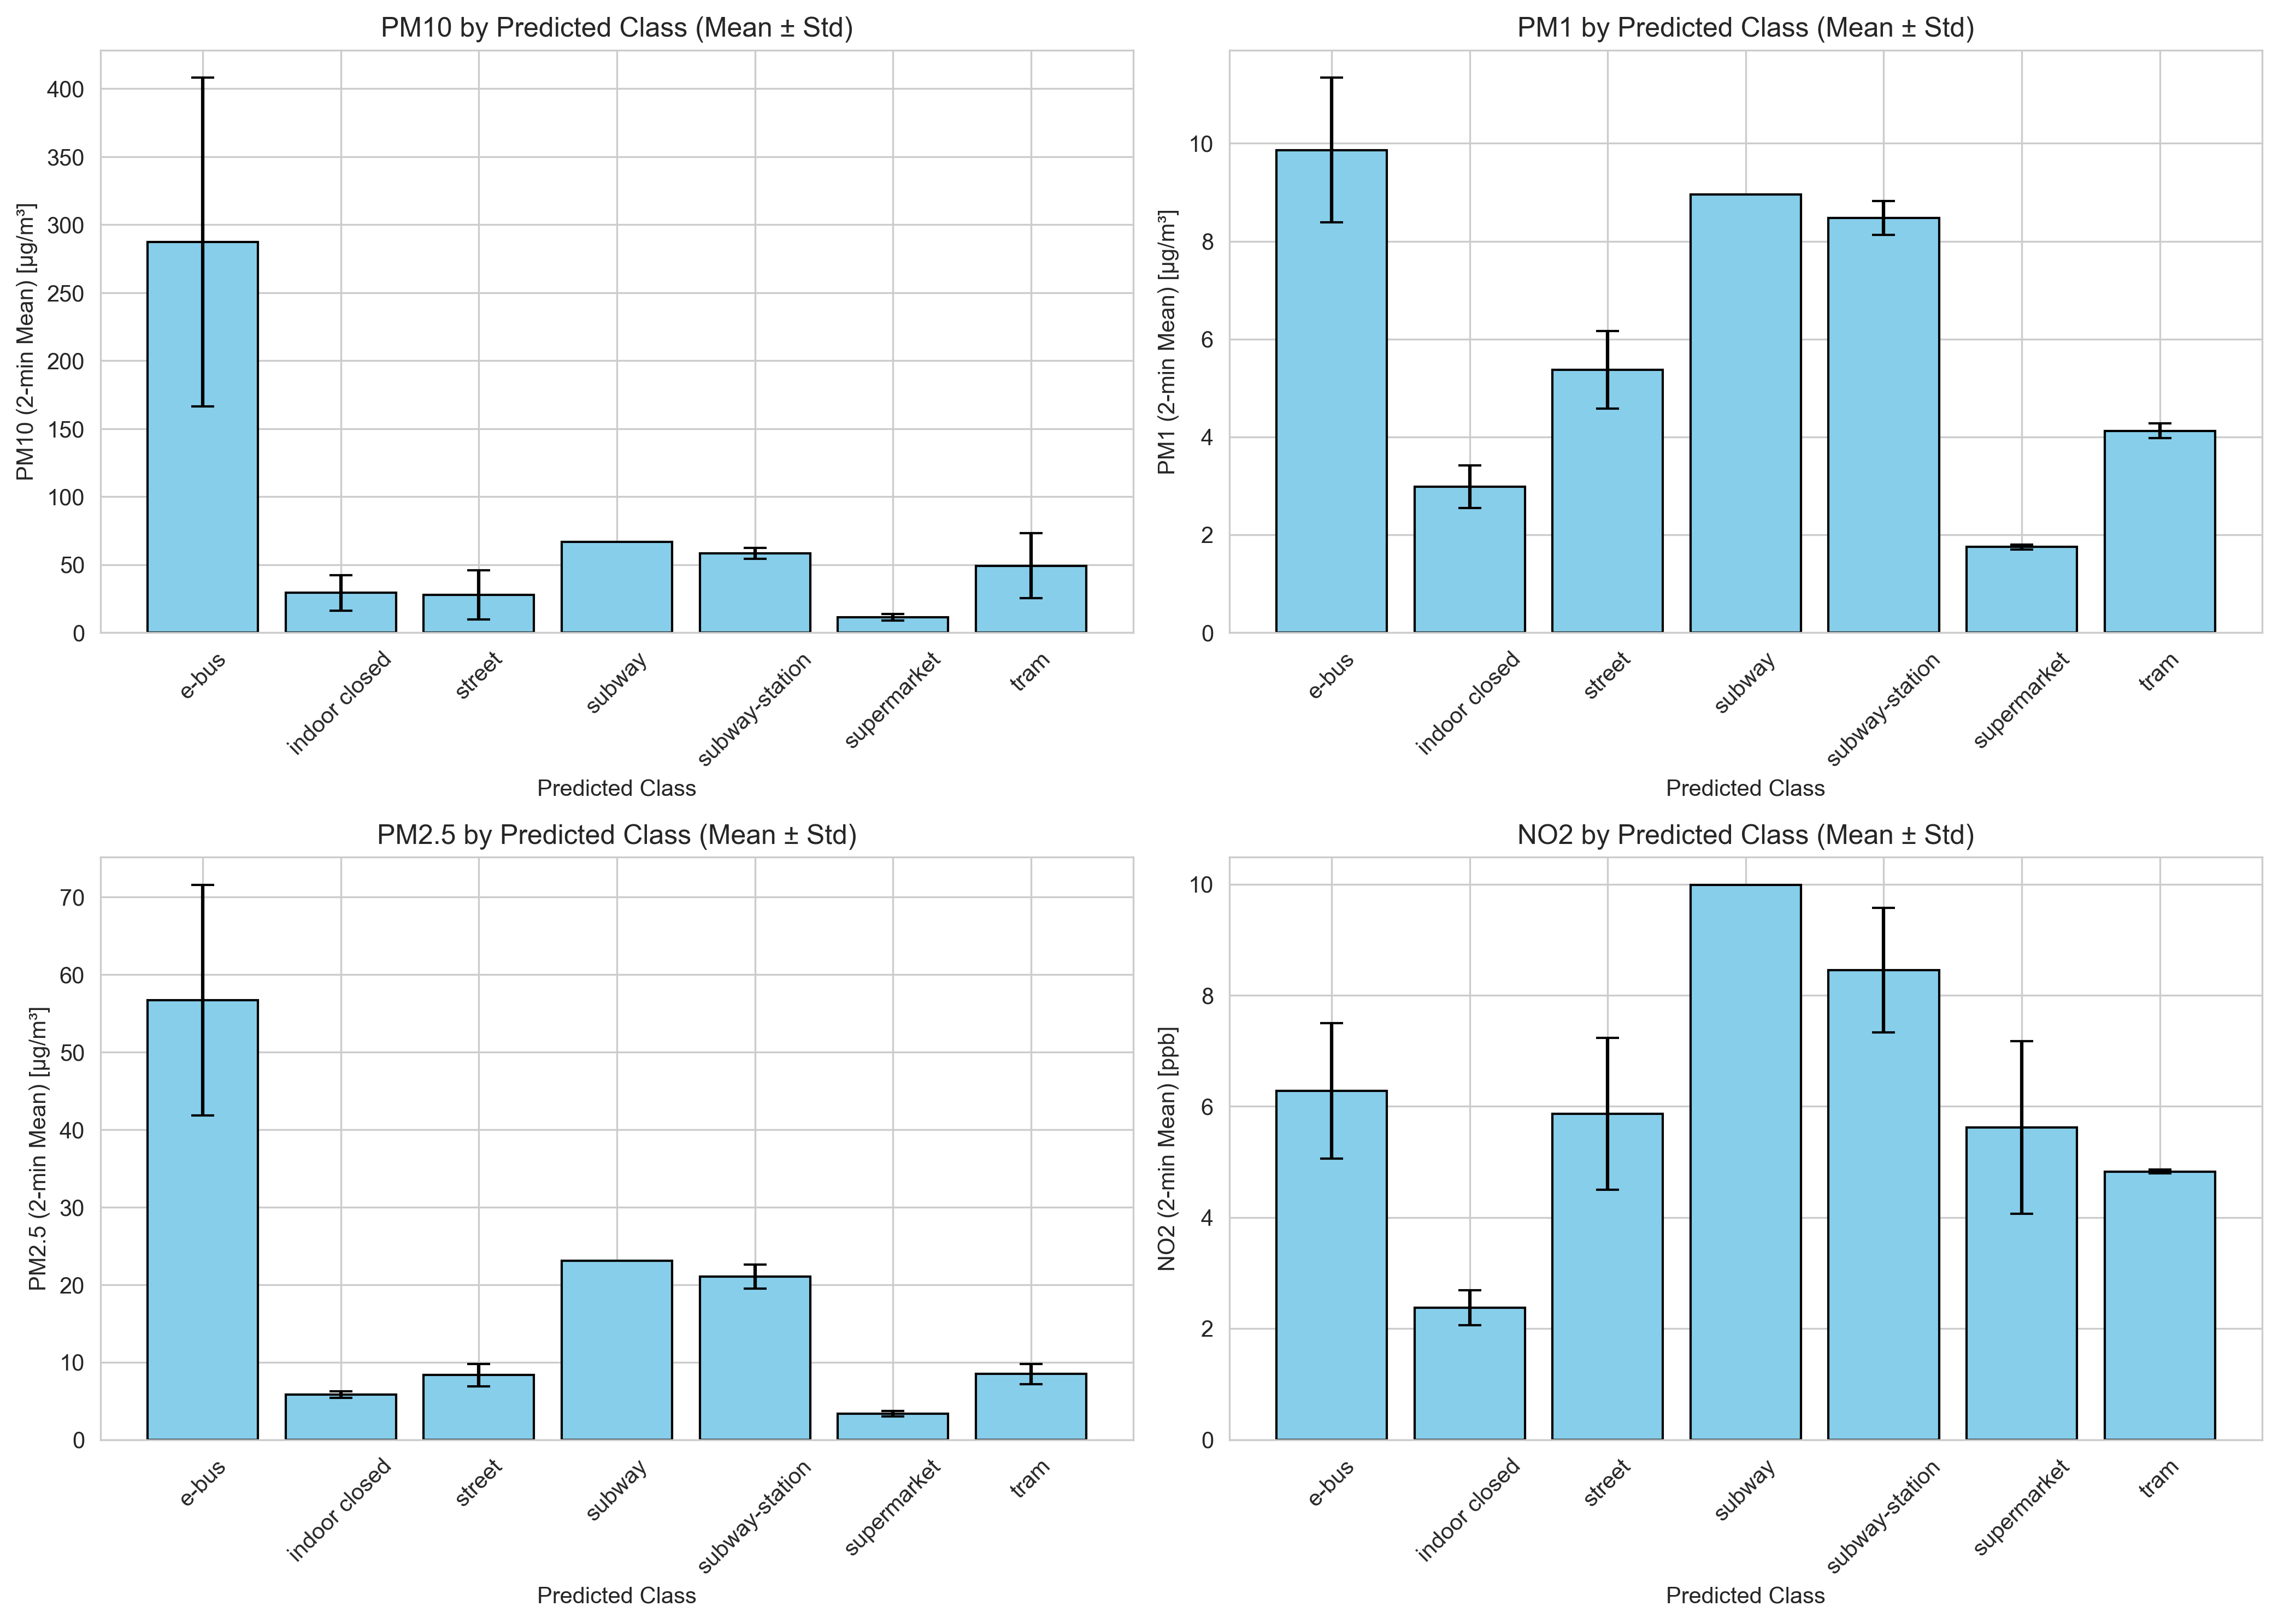 PM10 by Predicted Class (Mean ± Std)
PM10 (2-min Mean) [µg/m³]
400
350
300
250
200
150
100
50
0
e-bus
indoor closed
street
subway
subway-station
supermarket
tram
Predicted Class
PM1 by Predicted Class (Mean ± Std)
PM1 (2-min Mean) [µg/m³]
10
8
6
4
2
0
e-bus
indoor closed
street
subway
subway-station
supermarket
tram
Predicted Class
PM2.5 by Predicted Class (Mean ± Std)
PM2.5 (2-min Mean) [µg/m³]
70
60
50
40
30
20
10
0
e-bus
indoor closed
street
subway
subway-station
supermarket
tram
Predicted Class
NO2 by Predicted Class (Mean ± Std)
NO2 (2-min Mean) [ppb]
10
8
6
4
2
0
e-bus
indoor closed
street
subway
subway-station
supermarket
tram
Predicted Class